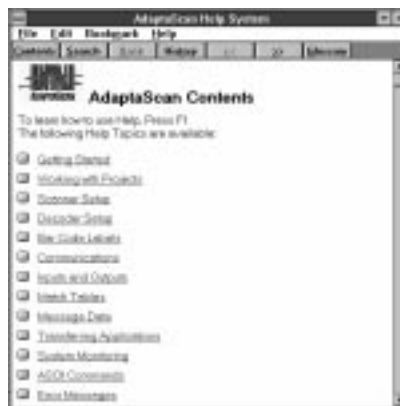 AdaptaScan Help System
File Edit Bookmark Help
Contents Search Back History << >> Glossary
AdaptaScan Contents
To learn how to use Help, Press F1
The following Help Topics are available:
Getting Started
Working with Projects
Scanner Setup
Decoder Setup
Bar Code Labels
Communications
Inputs and Outputs
Match Tables
Message Data
Transferring Applications
System Monitoring
ASCII Commands
Error Messages